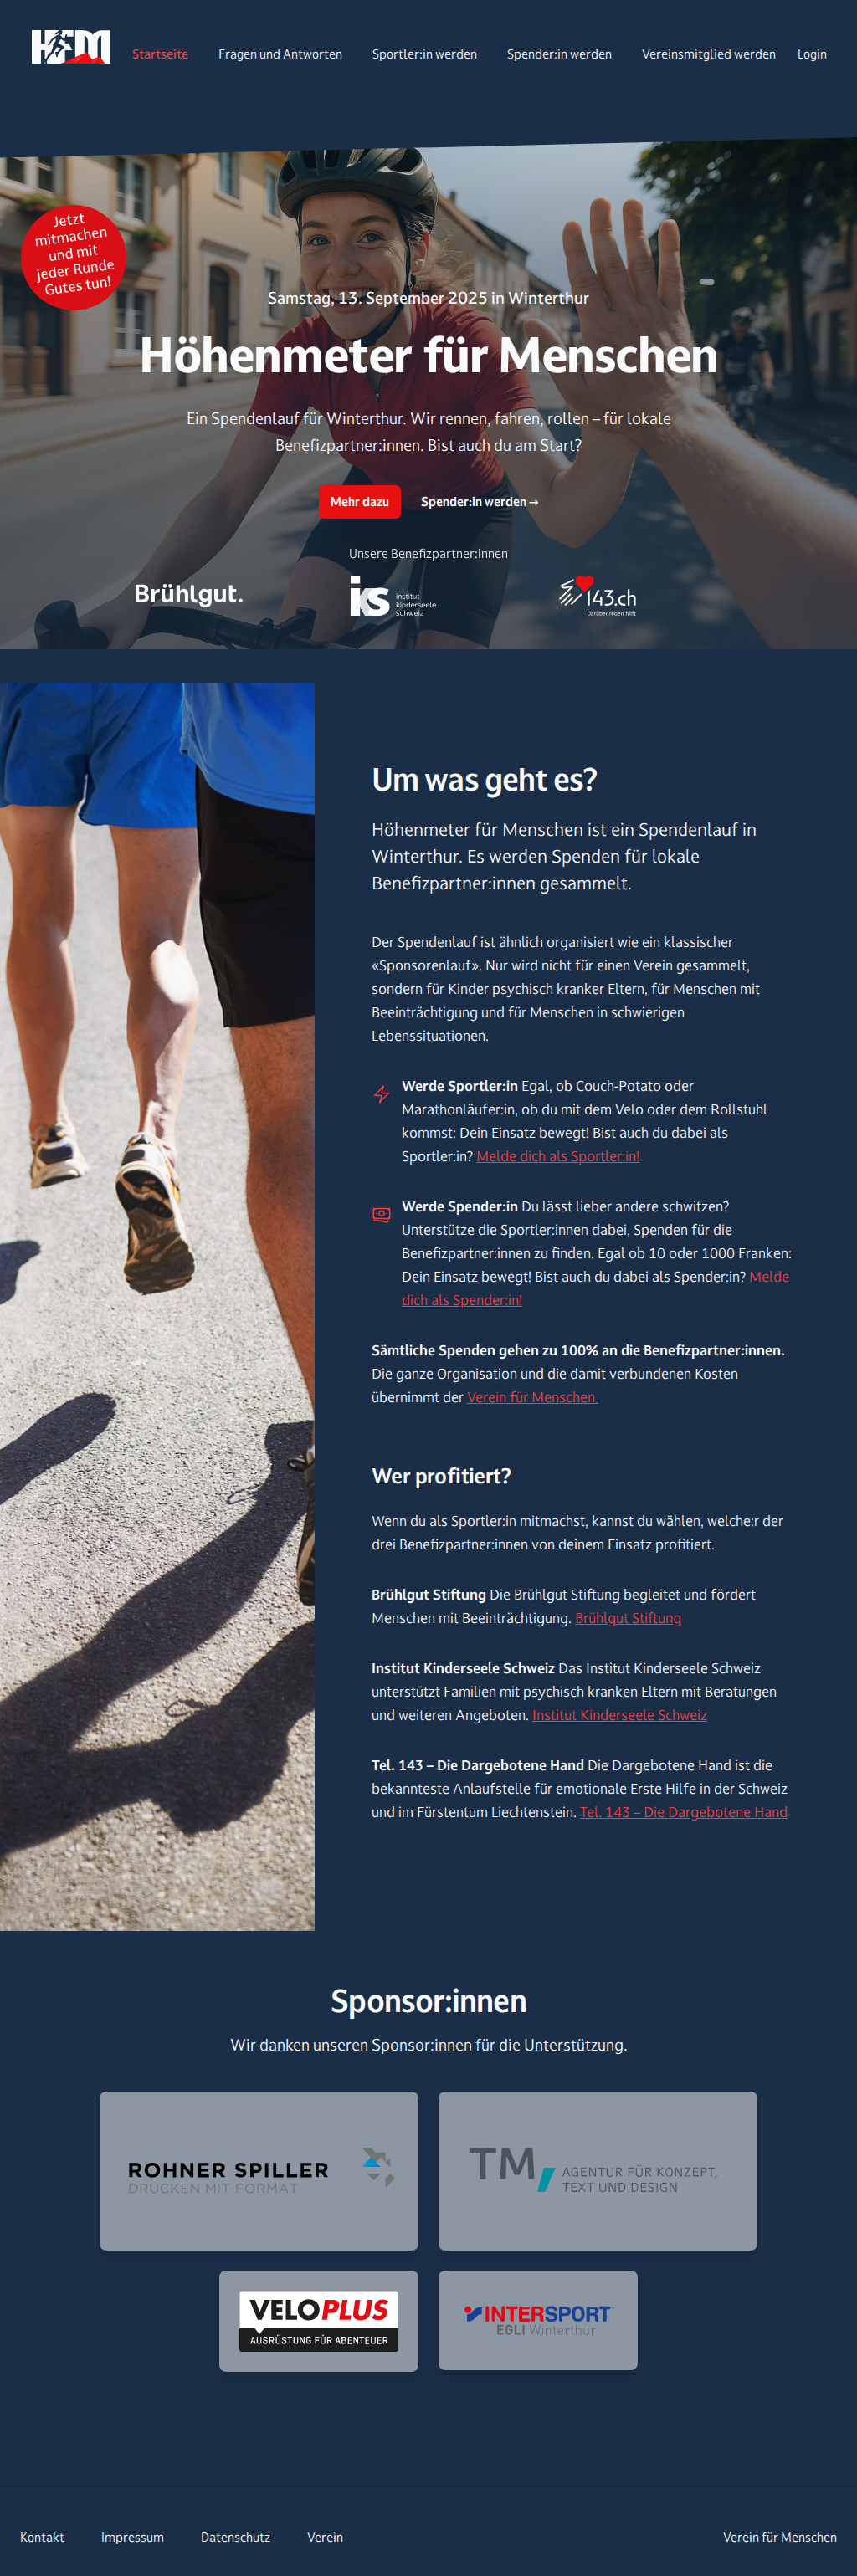 HFM
Startseite
Fragen und Antworten
Sportler:in werden
Spender:in werden
Vereinsmitglied werden
Login
Jetzt
mitmachen
und mit
jeder Runde
Gutes tun!
Samstag, 13. September 2025 in Winterthur
Höhenmeter für Menschen
Ein Spendenlauf für Winterthur. Wir rennen, fahren, rollen – für lokale
Benefizpartner:innen. Bist auch du am Start?
Mehr dazu
Spender:in werden →
Unsere Benefizpartner:innen
Brühlgut.
iks
institut
kinderseele
schweiz
143.ch
Darüber reden hilft
Um was geht es?
Höhenmeter für Menschen ist ein Spendenlauf in
Winterthur. Es werden Spenden für lokale
Benefizpartner:innen gesammelt.
Der Spendenlauf ist ähnlich organisiert wie ein klassischer
«Sponsorenlauf». Nur wird nicht für einen Verein gesammelt,
sondern für Kinder psychisch kranker Eltern, für Menschen mit
Beeinträchtigung und für Menschen in schwierigen
Lebenssituationen.
Werde Sportler:in Egal, ob Couch-Potato oder
Marathonläufer:in, ob du mit dem Velo oder dem Rollstuhl
kommst: Dein Einsatz bewegt! Bist auch du dabei als
Sportler:in? Melde dich als Sportler:in!
Werde Spender:in Du lässt lieber andere schwitzen?
Unterstütze die Sportler:innen dabei, Spenden für die
Benefizpartner:innen zu finden. Egal ob 10 oder 1000 Franken:
Dein Einsatz bewegt! Bist auch du dabei als Spender:in? Melde
dich als Spender:in!
Sämtliche Spenden gehen zu 100% an die Benefizpartner:innen.
Die ganze Organisation und die damit verbundenen Kosten
übernimmt der Verein für Menschen.
Wer profitiert?
Wenn du als Sportler:in mitmachst, kannst du wählen, welche:r der
drei Benefizpartner:innen von deinem Einsatz profitiert.
Brühlgut Stiftung Die Brühlgut Stiftung begleitet und fördert
Menschen mit Beeinträchtigung. Brühlgut Stiftung
Institut Kinderseele Schweiz Das Institut Kinderseele Schweiz
unterstützt Familien mit psychisch kranken Eltern mit Beratungen
und weiteren Angeboten. Institut Kinderseele Schweiz
Tel. 143 – Die Dargebotene Hand Die Dargebotene Hand ist die
bekannteste Anlaufstelle für emotionale Erste Hilfe in der Schweiz
und im Fürstentum Liechtenstein. Tel. 143 – Die Dargebotene Hand
Sponsor:innen
Wir danken unseren Sponsor:innen für die Unterstützung.
ROHNER SPILLER
DRUCKEN MIT FORMAT
TM,
AGENTUR FÜR KONZEPT,
TEXT UND DESIGN
VELOPLUS
AUSRÜSTUNG FÜR ABENTEUER
INTERSPORT
EGLI Winterthur
Kontakt
Impressum
Datenschutz
Verein
Verein für Menschen